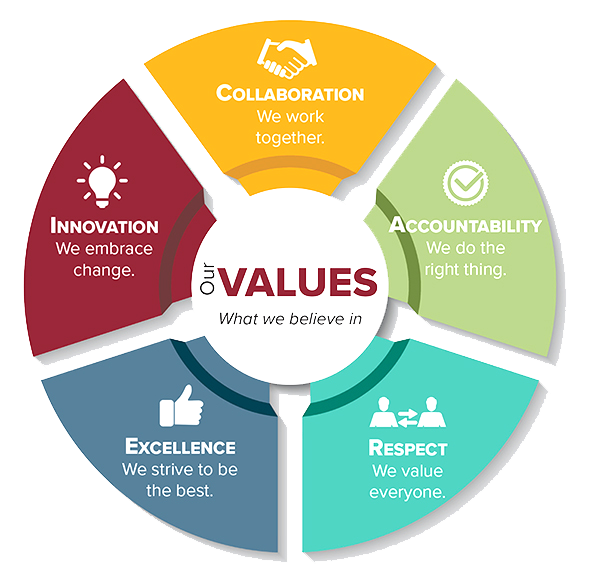 COLLABORATION
We work
together.
ACCOUNTABILITY
We do the
right thing.
RESPECT
We value
everyone.
EXCELLENCE
We strive to be
the best.
INNOVATION
We embrace
change.
Our VALUES
What we believe in